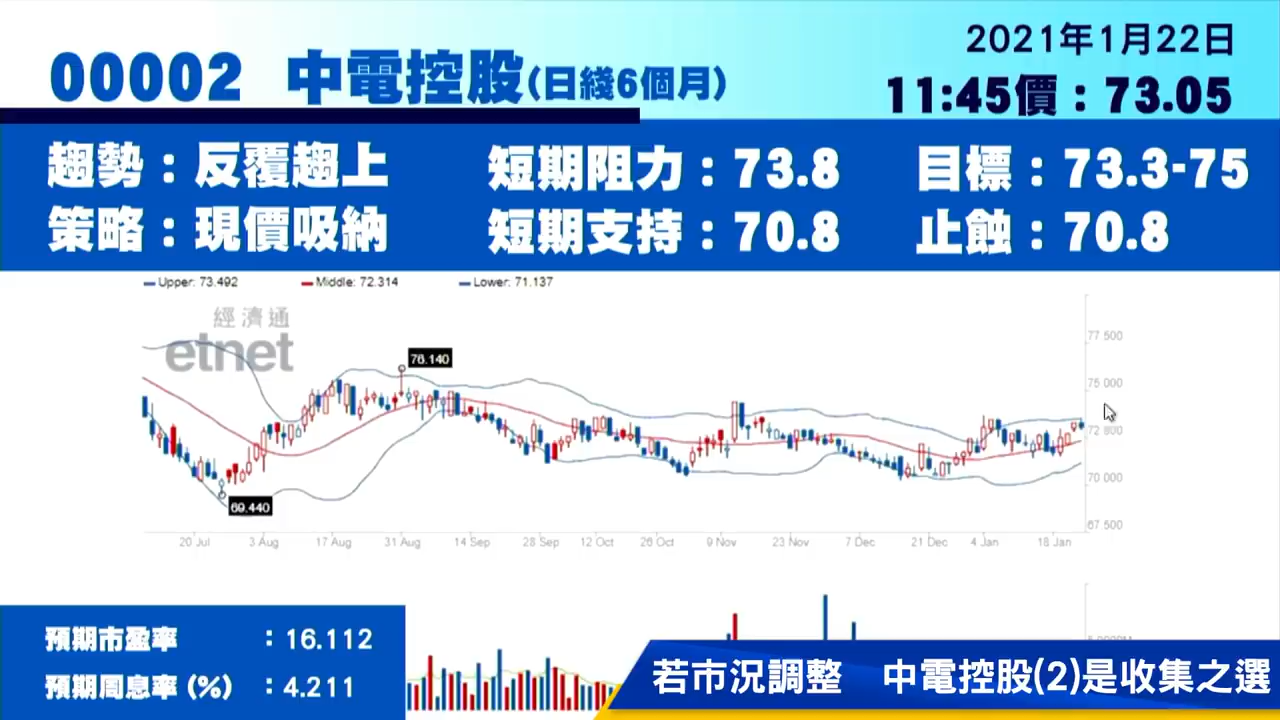 00002 中電控股(日綫6個月)
2021年1月22日
11:45價：73.05
趨勢：反覆趨上
短期阻力：73.8
目標：73.3-75
策略：現價吸納
短期支持：70.8
止蝕：70.8
Upper: 73.492 Middle: 72.314 Lower: 71.137
經濟通
etnet
76.140
69.440
77.500
75.000
70.000
67.500
20 Jul 3 Aug 17 Aug 31 Aug 14 Sep 28 Sep 12 Oct 26 Oct 9 Nov 23 Nov 7 Dec 21 Dec 4 Jan 18 Jan
預期市盈率 ：16.112
預期周息率 (%) ：4.211
若市況調整 中電控股(2)是收集之選